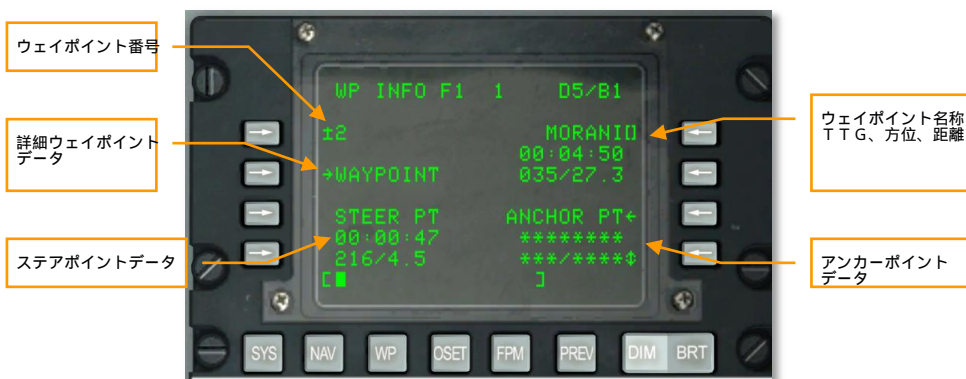 ウェイポイント番号
詳細ウェイポイント
データ
ステアポイントデータ
WP INFO F1 1 D5/B1
±2 MORANI[]
00:04:50
→WAYPOINT 035/27.3
STEER PT ANCHOR PT←
00:00:47 ********
216/4.5 ***/****↕
[ ]
SYS NAV WP OSET FPM PREV DIM BRT
ウェイポイント名称
TTG、方位、距離
アンカーポイント
データ